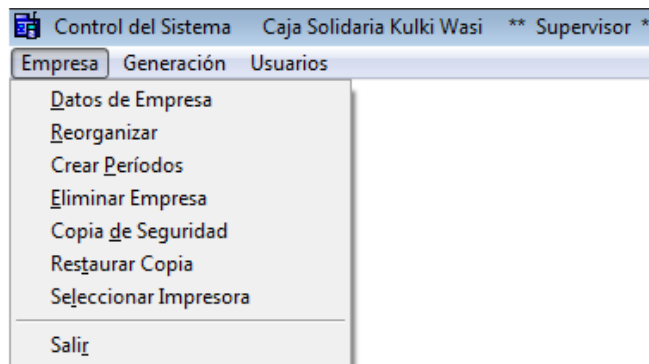 Control del Sistema Caja Solidaria Kulki Wasi ** Supervisor *
Empresa Generación Usuarios
Datos de Empresa
Reorganizar
Crear Períodos
Eliminar Empresa
Copia de Seguridad
Restaurar Copia
Seleccionar Impresora
Salir